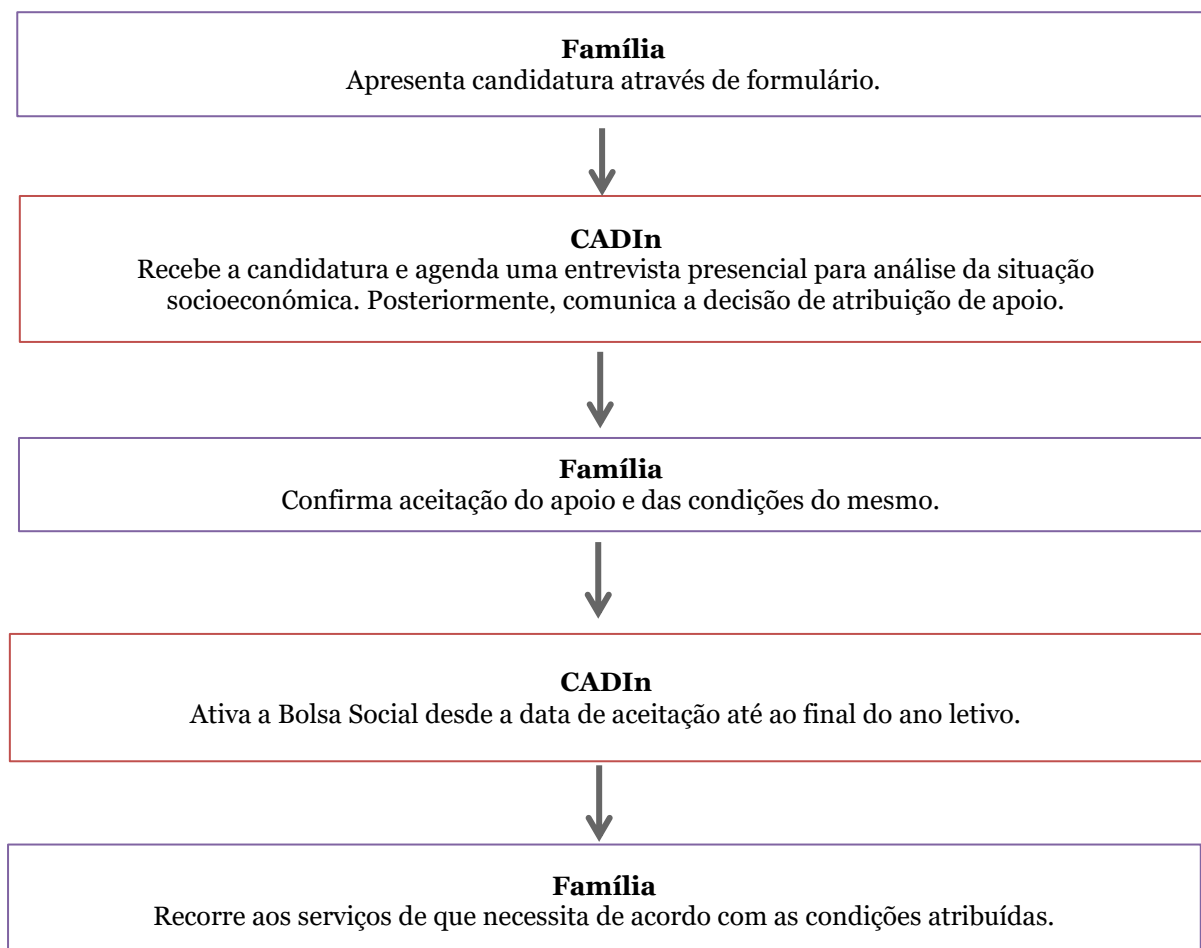 Família
Apresenta candidatura através de formulário.
CADIn
Recebe a candidatura e agenda uma entrevista presencial para análise da situação
socioeconómica. Posteriormente, comunica a decisão de atribuição de apoio.
Família
Confirma aceitação do apoio e das condições do mesmo.
CADIn
Ativa a Bolsa Social desde a data de aceitação até ao final do ano letivo.
Família
Recorre aos serviços de que necessita de acordo com as condições atribuídas.